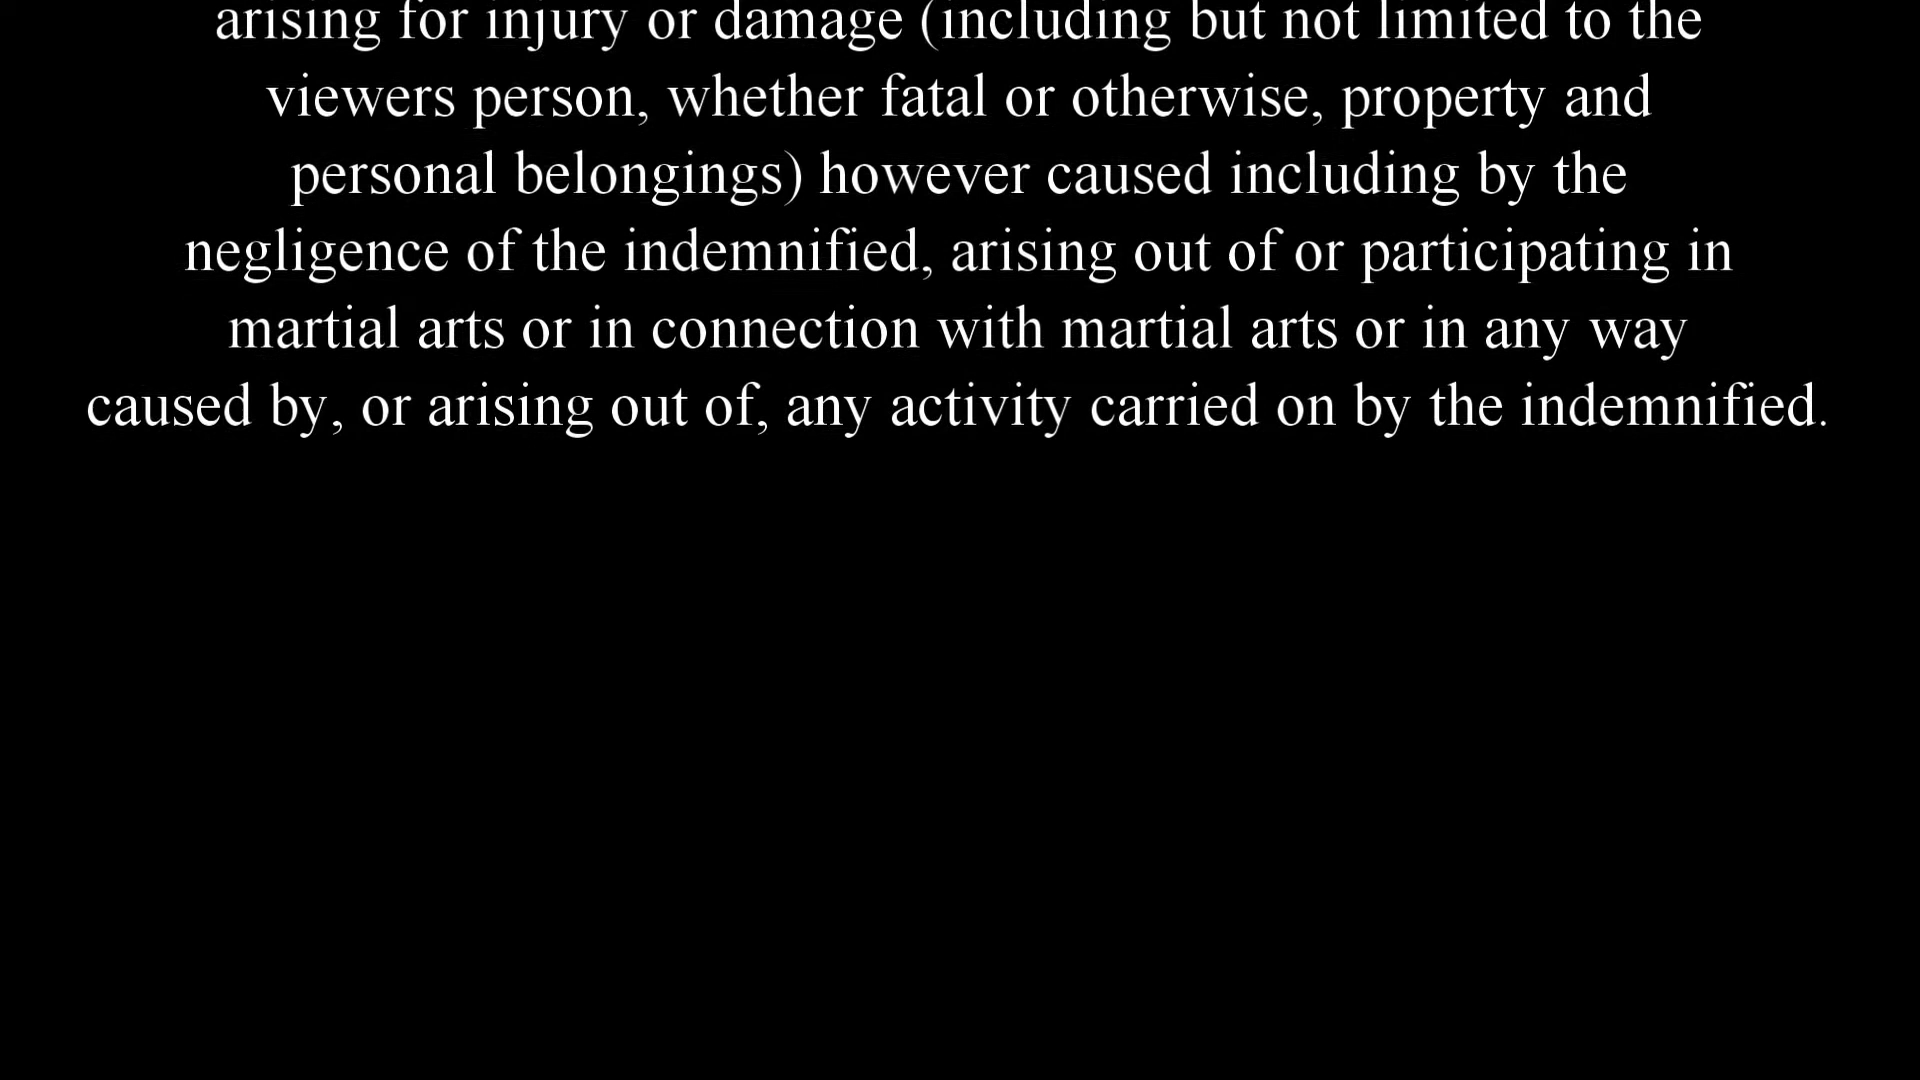 arising for injury or damage (including but not limited to the
viewers person, whether fatal or otherwise, property and
personal belongings) however caused including by the
negligence of the indemnified, arising out of or participating in
martial arts or in connection with martial arts or in any way
caused by, or arising out of, any activity carried on by the indemnified.